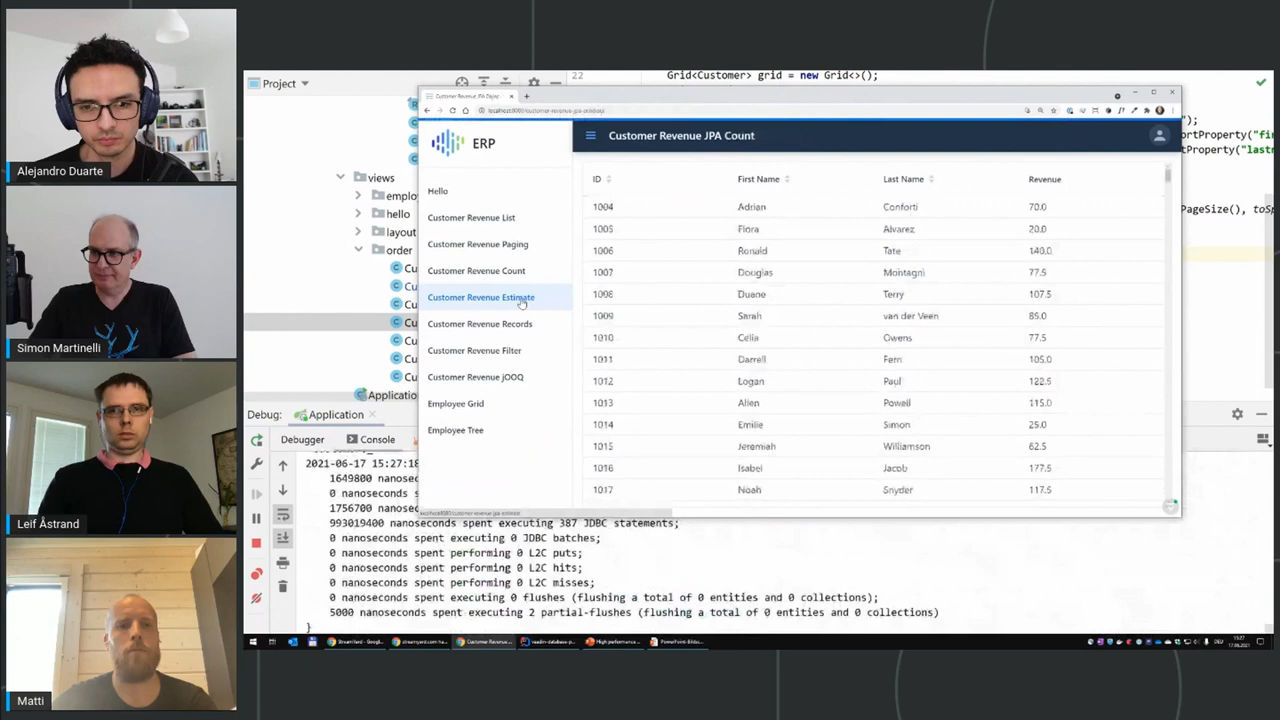 Alejandro Duarte
Simon Martinelli
Leif Åstrand
Matti
Project
22
Grid<Customer> grid = new Grid<>();
views
hello
layout
order
Debug:
Application
Debugger
Console
ERP
Customer Revenue JPA Count
Hello
Customer Revenue List
Customer Revenue Paging
Customer Revenue Count
Customer Revenue Estimate
Customer Revenue Records
Customer Revenue Filter
Customer Revenue jOOQ
Employee Grid
Employee Tree
ID First Name Last Name Revenue
1004 Adrian Conforti 70.0
1005 Flora Alvarez 20.0
1006 Ronald Tate 140.0
1007 Douglas Montagni 77.5
1008 Duane Terry 107.5
1009 Sarah van der Veen 85.0
1010 Celia Owens 77.5
1011 Darrell Fern 105.0
1012 Logan Paul 122.5
1013 Allen Powell 115.0
1014 Emilie Simon 25.0
1015 Jeremiah Williamson 62.5
1016 Isabel Jacob 177.5
1017 Noah Snyder 117.5
2021-06-17 15:27:18
1649800 nanoseco
0 nanoseconds s
1756700 nanoseco
993019400 nanoseconds spent executing 387 JDBC statements;
0 nanoseconds spent executing 0 JDBC batches;
0 nanoseconds spent performing 0 L2C puts;
0 nanoseconds spent performing 0 L2C hits;
0 nanoseconds spent performing 0 L2C misses;
0 nanoseconds spent executing 0 flushes (flushing a total of 0 entities and 0 collections);
5000 nanoseconds spent executing 2 partial-flushes (flushing a total of 0 entities and 0 collections)
}
15:27
17.06.2021